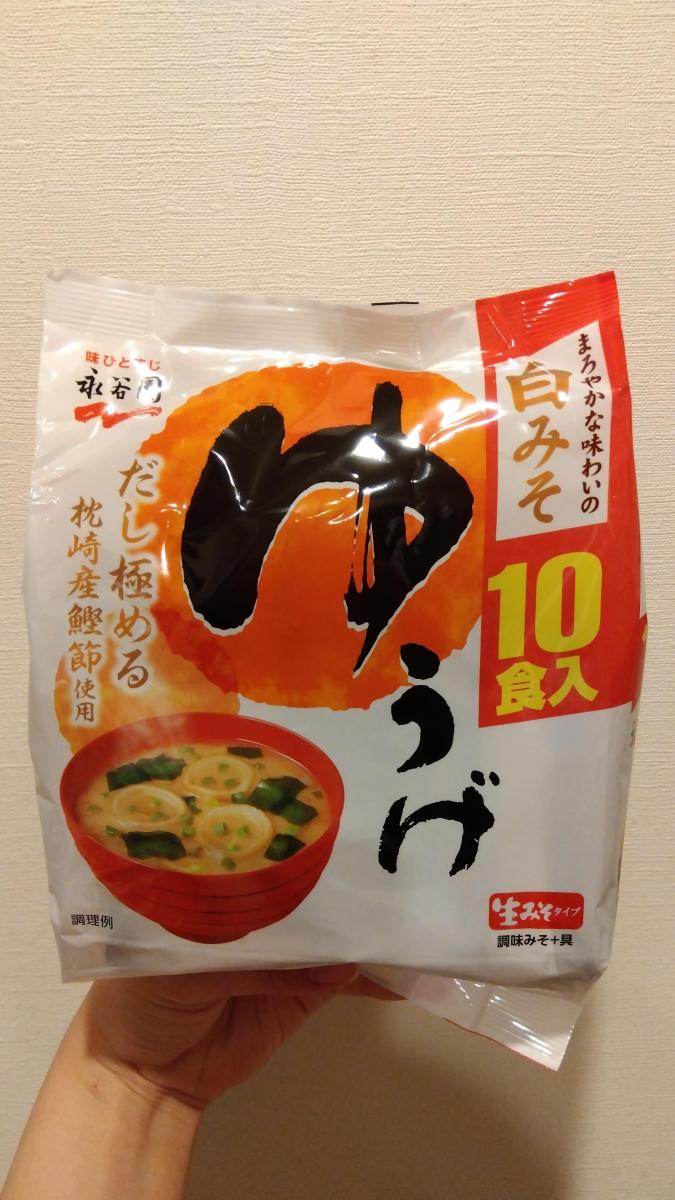 味ひとすじ
永谷園
まろやかな味わいの
白みそ
10
食入
ゆうげ
だし極める
枕崎産鰹節使用
調理例
生みそタイプ
調味みそ+具